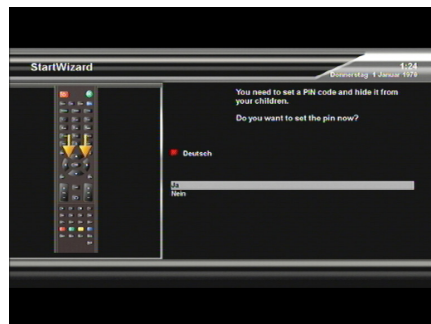 StartWizard
1:24
Donnerstag 1 Januar 1970
You need to set a PIN code and hide it from
your children.
Do you want to set the pin now?
Deutsch
Ja
Nein